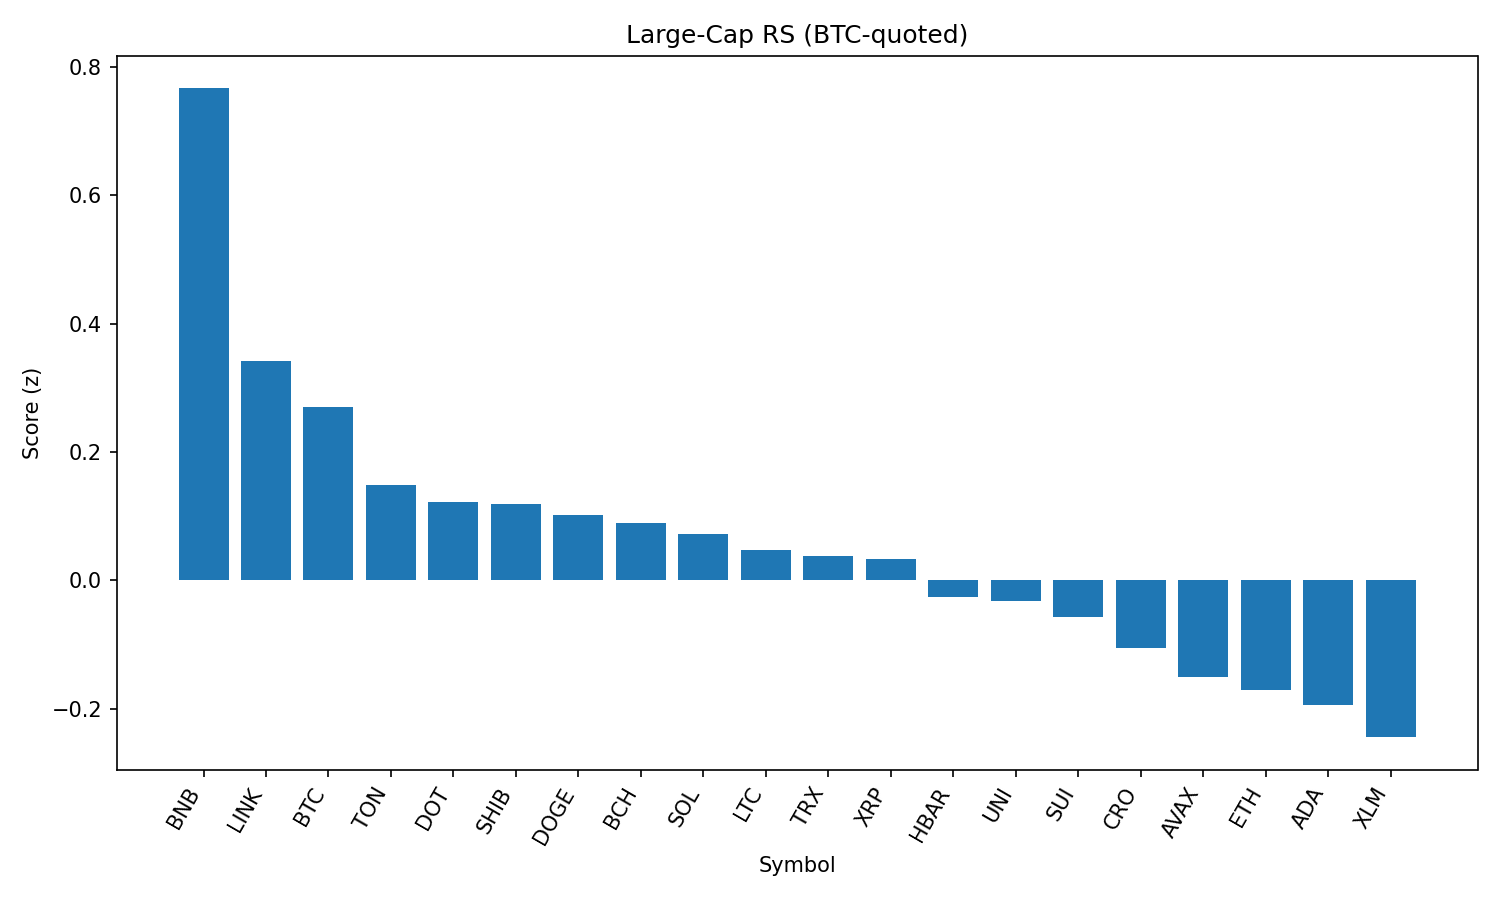 Large-Cap RS (BTC-quoted)
Score (z)
0.8
0.6
0.4
0.2
0.0
−0.2
BNB
LINK
BTC
TON
DOT
SHIB
DOGE
BCH
SOL
LTC
TRX
XRP
HBAR
UNI
SUI
CRO
AVAX
ETH
ADA
XLM
Symbol